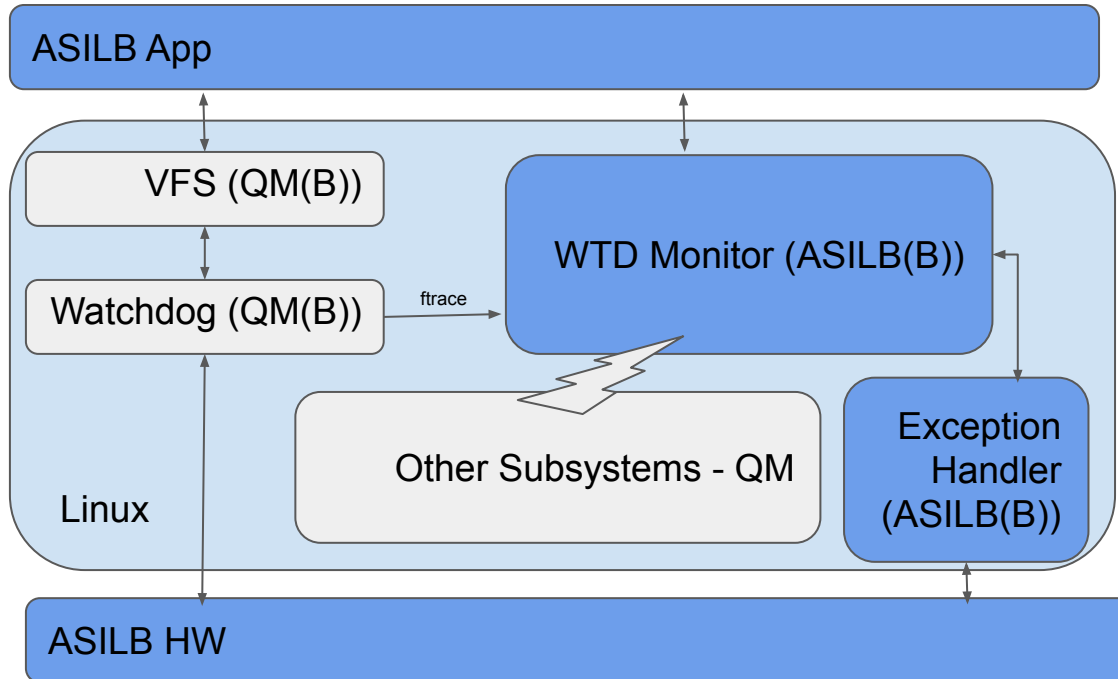 ASILB App
VFS (QM(B))
WTD Monitor (ASILB(B))
Watchdog (QM(B))
ftrace
Other Subsystems - QM
Exception
Handler
(ASILB(B))
Linux
ASILB HW